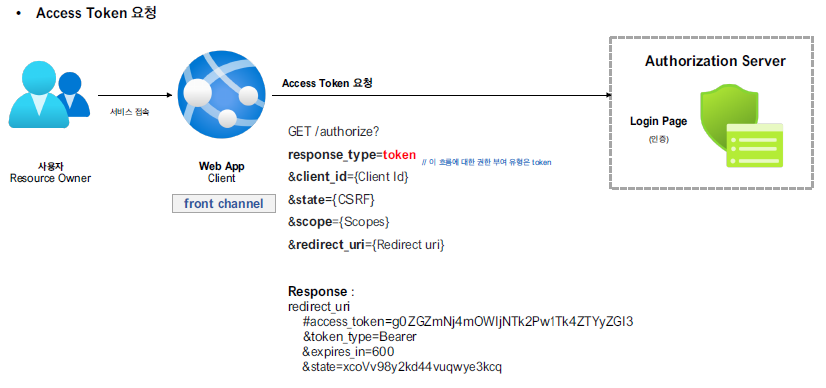 • Access Token 요청
Authorization Server
Access Token 요청
서비스 접속
Login Page
(인증)
GET /authorize?
response_type=token // 이 흐름에 대한 권한 부여 유형은 token
&client_id={Client Id}
&state={CSRF}
&scope={Scopes}
&redirect_uri={Redirect uri}
사용자
Resource Owner
Web App
Client
front channel
Response :
redirect_uri
#access_token=g0ZGZmNj4mOWIjNTk2Pw1Tk4ZTYyZGI3
&token_type=Bearer
&expires_in=600
&state=xcoVv98y2kd44vuqwye3kcq